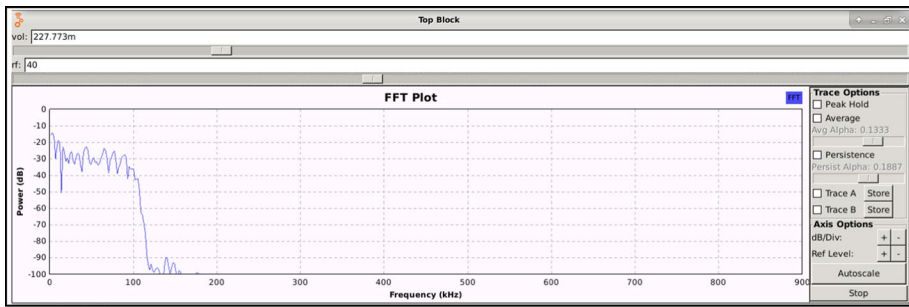 Top Block
vol: 227.773m
rf: 40
FFT Plot
FFT
0
-10
-20
-30
-40
-50
-60
-70
-80
-90
-100
Power (dB)
0 100 200 300 400 500 600 700 800 900
Frequency (kHz)
Trace Options
Peak Hold
Average
Avg Alpha: 0.1333
Persistence
Persist Alpha: 0.1887
Trace A Store
Trace B Store
Axis Options
dB/Div: + -
Ref Level: + -
Autoscale
Stop